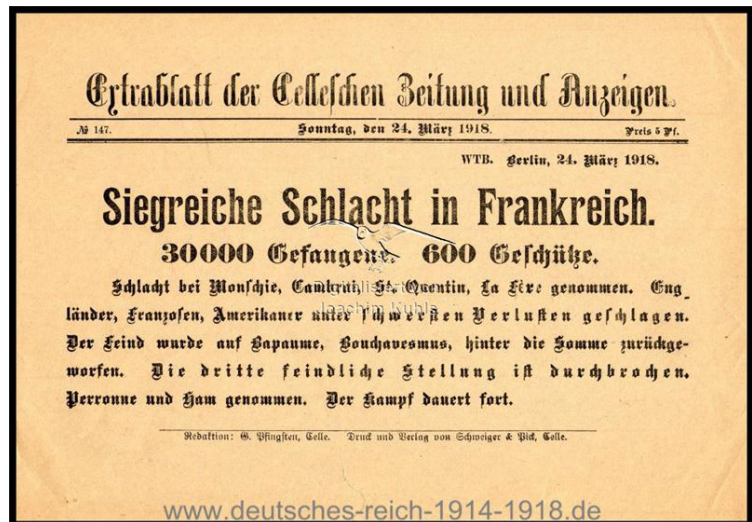 Extrablatt der Celleschen Zeitung und Anzeigen.
№ 147. Sonntag, den 24. März 1918. Preis 5 Pf.
WTB. Berlin, 24. März 1918.
Siegreiche Schlacht in Frankreich.
30000 Gefangene. 600 Geschütze.
Schlacht bei Monschie, Cambrai, St. Quentin, La Fère genommen. Eng-
länder, Franzosen, Amerikaner unter schwersten Verlusten geschlagen.
Der Feind wurde auf Bapaume, Bouchavesmus, hinter die Somme zurückge-
worfen. Die dritte feindliche Stellung ist durchbrochen.
Perronne und Ham genommen. Der Kampf dauert fort.
Redaktion: G. Pfingsten, Celle. Druck und Verlag von Schweiger & Pick, Celle.
Joachim Kuhls
www.deutsches-reich-1914-1918.de